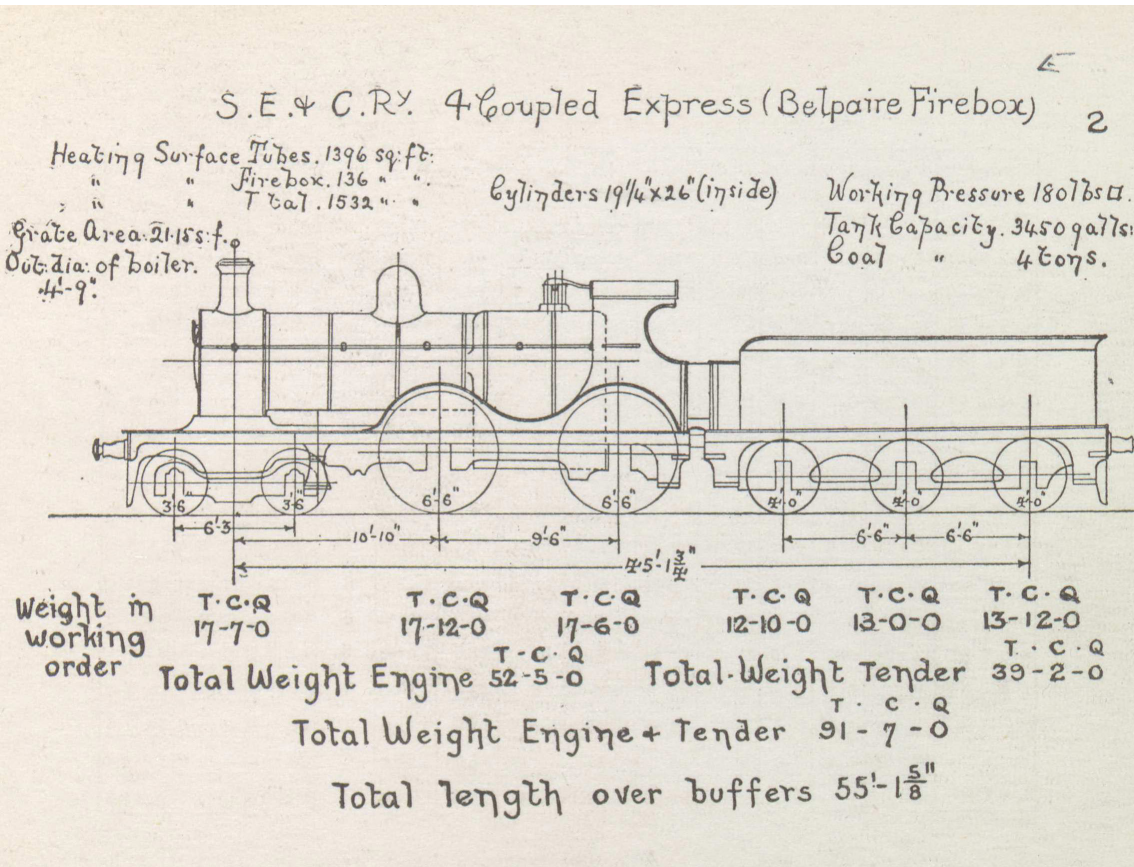 E
S.E. & C.Ry. 4 Coupled Express (Belpaire Firebox)
2
Heating Surface Tubes. 1396 sq: ft:
" " Firebox. 136 " ".
" " T tal. 1532 " "
Grate Area. 21.15 s. f.
Out: dia: of boiler.
4'-9".
Cylinders 19¼" x 26" (inside)
Working Pressure 180lbs □.
Tank Capacity. 3450 galls:
Coal " 4 tons.
3'6" 3'6" 6'-6" 6'-6" 4'-0" 4'-0" 4'-0"
6'-3"
10'-10" 9'-6" 6'-6" 6'-6"
45'-1¾"
Weight in working order
T. C. Q T. C. Q T. C. Q T. C. Q T. C. Q T. C. Q
17-7-0 17-12-0 17-6-0 12-10-0 13-0-0 13-12-0
T. C. Q T. C. Q
Total Weight Engine 52-5-0 Total. Weight Tender 39-2-0
T. C. Q
Total Weight Engine + Tender 91-7-0
Total length over buffers 55'-1⅝"